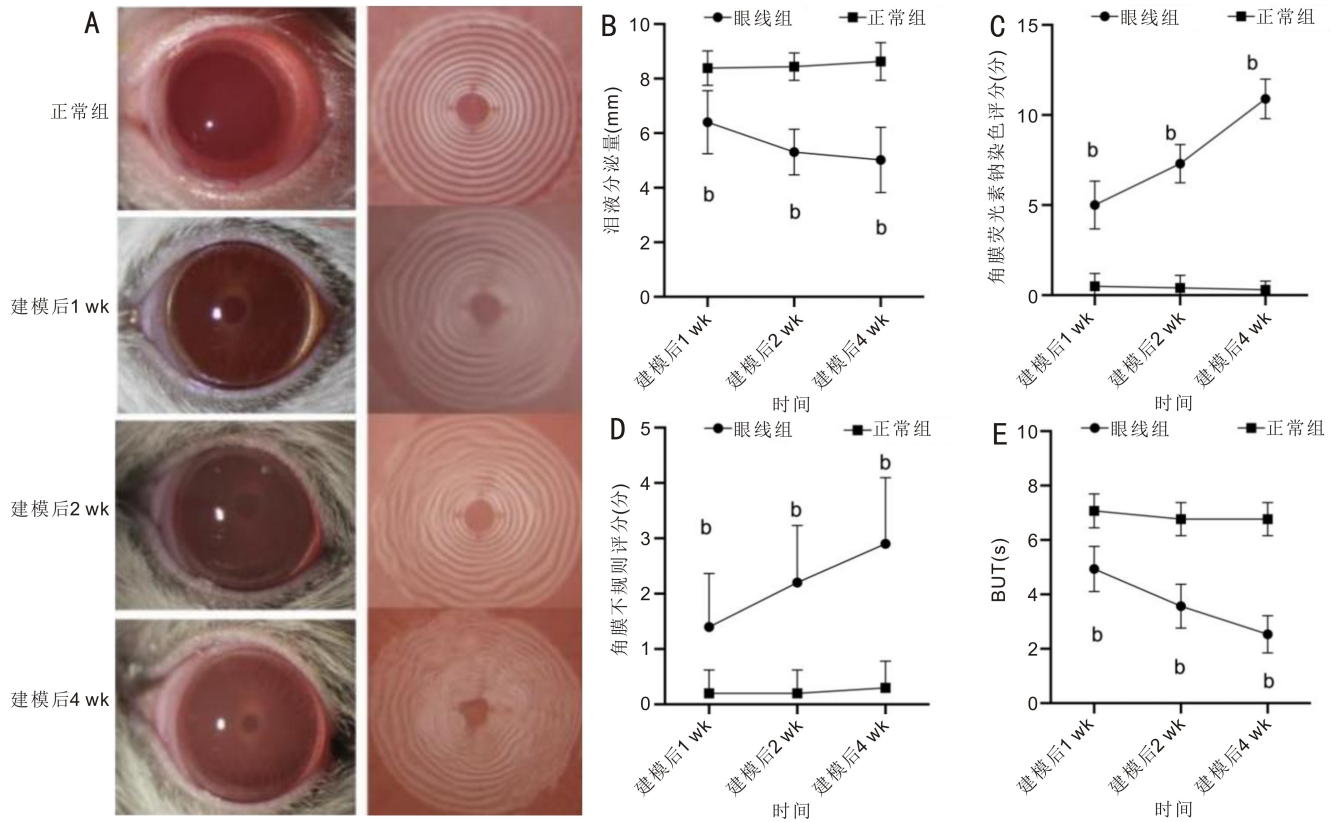 A
正常组
建模后1 wk
建模后2 wk
建模后4 wk
B
眼线组
正常组
10
8
6
4
2
0
泪液分泌量(mm)
b
b
b
建模后1 wk
建模后2 wk
建模后4 wk
时间
C
眼线组
正常组
15
10
5
0
角膜荧光素钠染色评分(分)
b
b
b
建模后1 wk
建模后2 wk
建模后4 wk
时间
D
眼线组
正常组
5
4
3
2
1
0
角膜不规则评分(分)
b
b
b
建模后1 wk
建模后2 wk
建模后4 wk
时间
E
眼线组
正常组
10
8
6
4
2
0
BUT(s)
b
b
b
建模后1 wk
建模后2 wk
建模后4 wk
时间